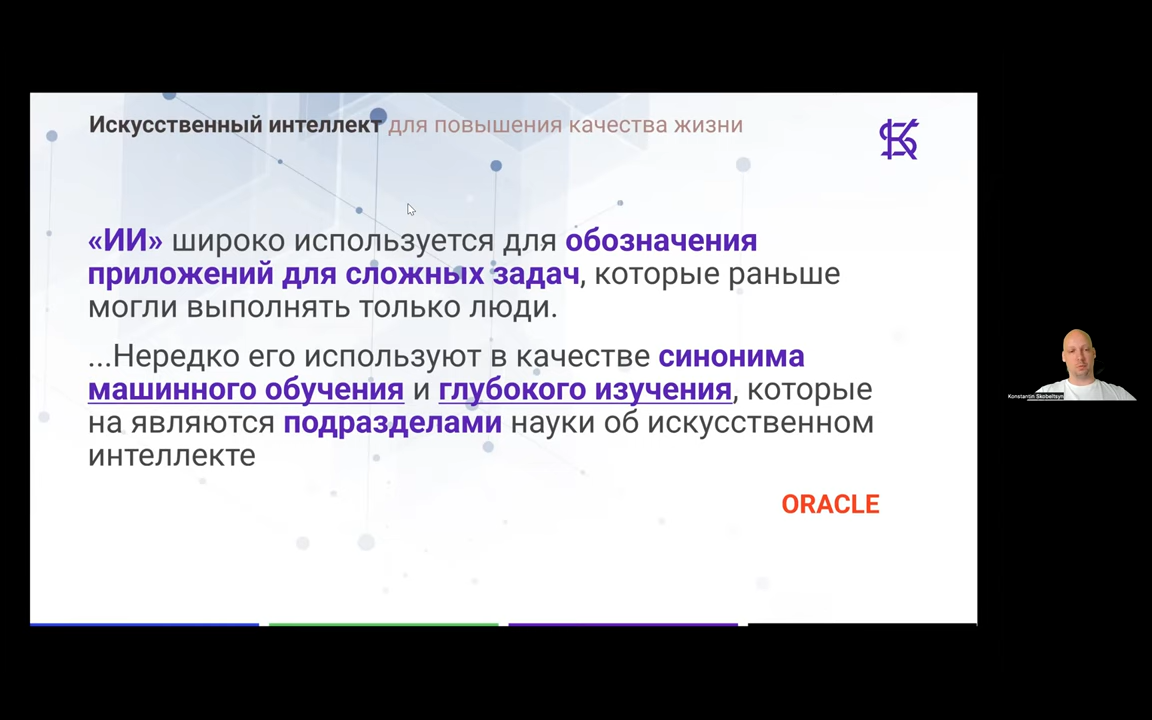 Искусственный интеллект для повышения качества жизни
«ИИ» широко используется для обозначения
приложений для сложных задач, которые раньше
могли выполнять только люди.
...Нередко его используют в качестве синонима
машинного обучения и глубокого изучения, которые
на являются подразделами науки об искусственном
интеллекте
ORACLE
Konstantin Skobeltsyn